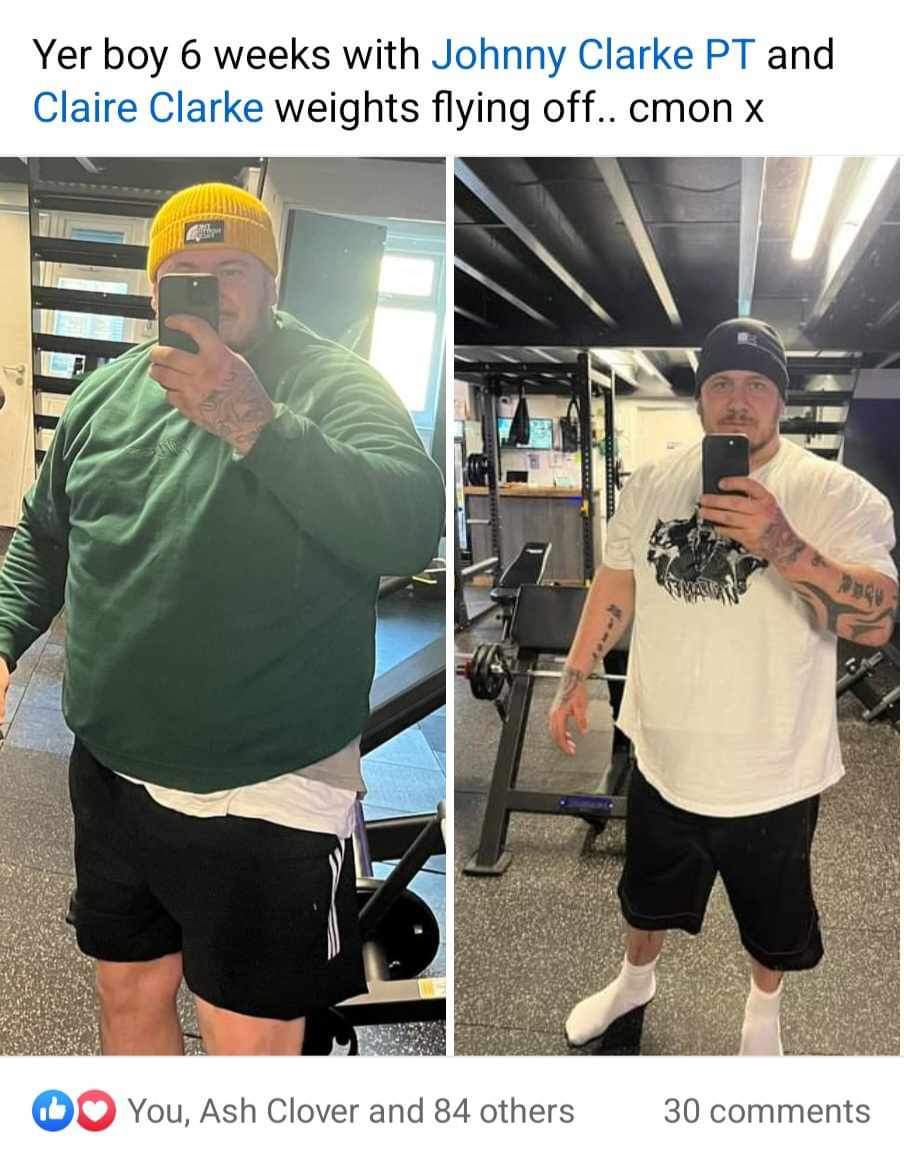 Yer boy 6 weeks with Johnny Clarke PT and
Claire Clarke weights flying off.. cmon x
You, Ash Clover and 84 others
30 comments